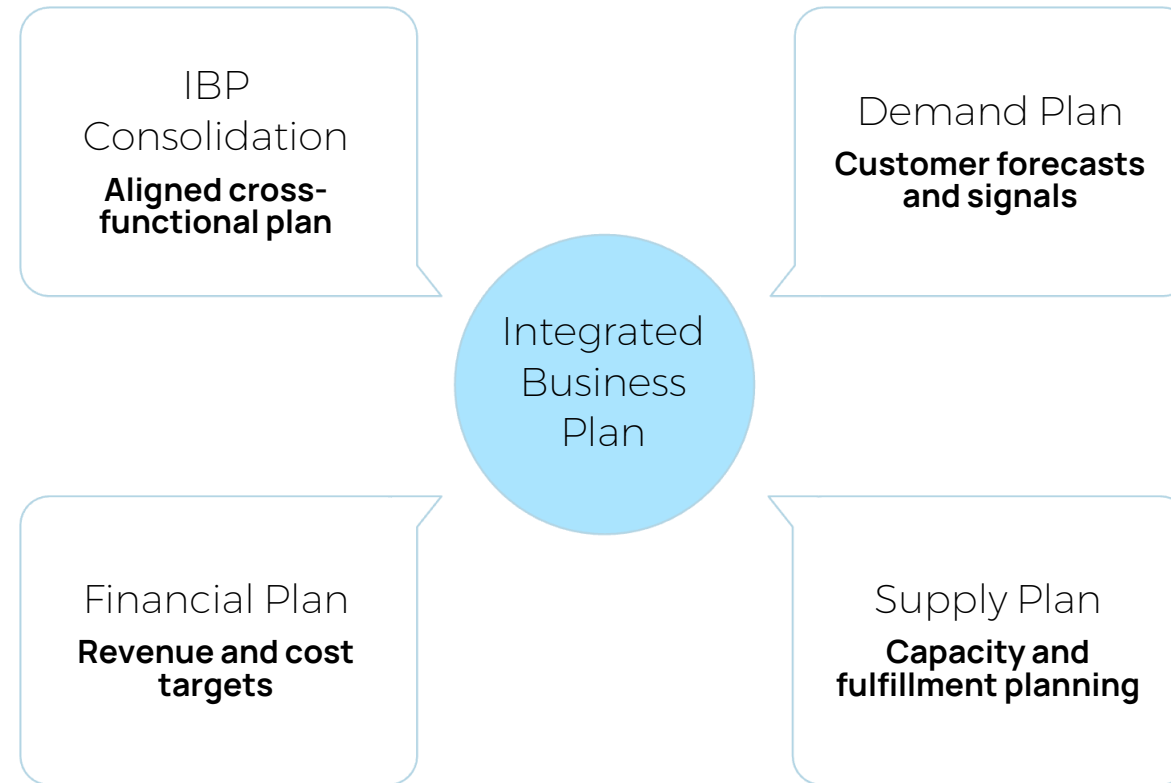 IBP
Consolidation
Aligned cross-
functional plan
Demand Plan
Customer forecasts
and signals
Integrated
Business
Plan
Financial Plan
Revenue and cost
targets
Supply Plan
Capacity and
fulfillment planning